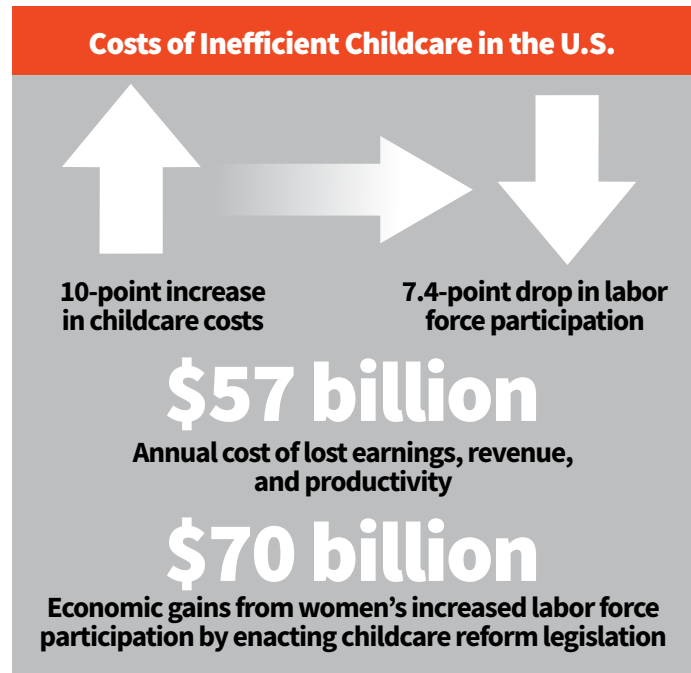 Costs of Inefficient Childcare in the U.S.
10-point increase
in childcare costs
7.4-point drop in labor
force participation
$57 billion
Annual cost of lost earnings, revenue,
and productivity
$70 billion
Economic gains from women’s increased labor force
participation by enacting childcare reform legislation